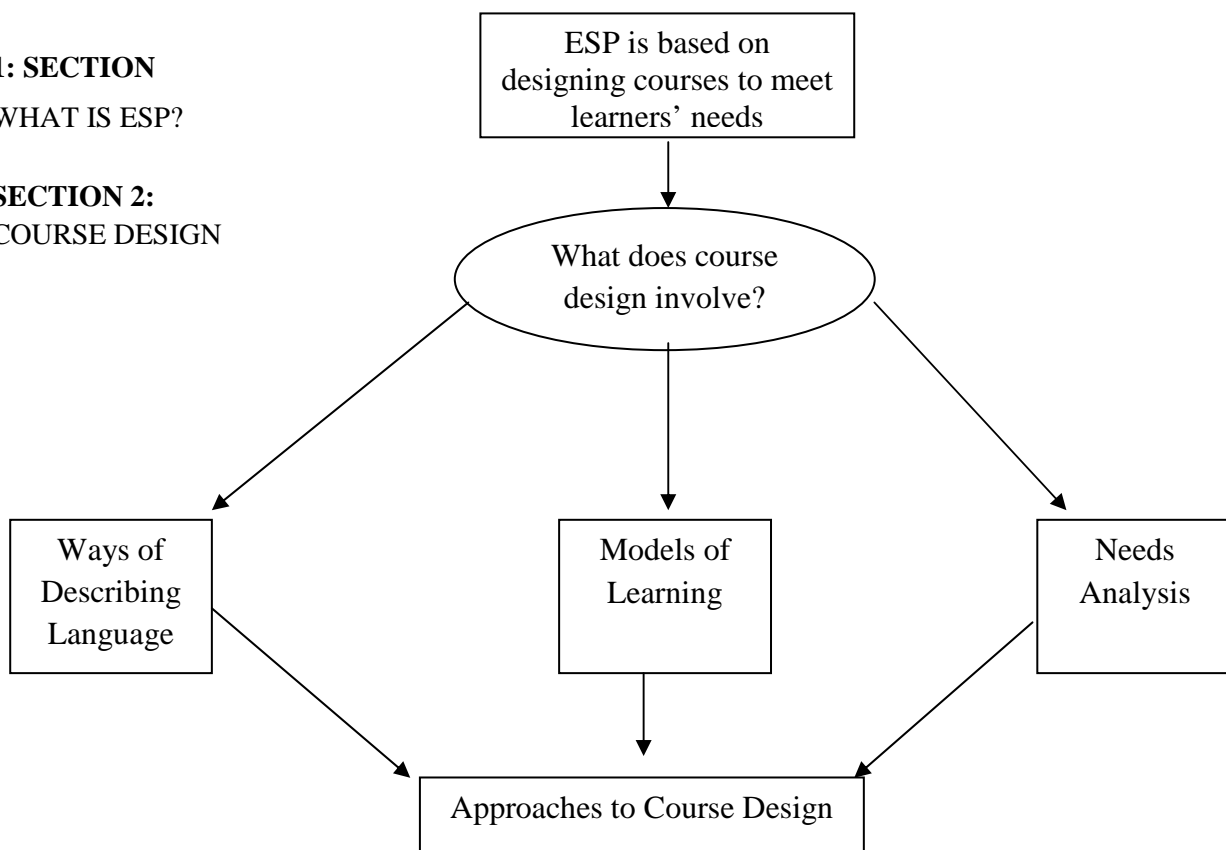 1: SECTION
WHAT IS ESP?
SECTION 2:
COURSE DESIGN
ESP is based on
designing courses to meet
learners’ needs
What does course
design involve?
Ways of
Describing
Language
Models of
Learning
Needs
Analysis
Approaches to Course Design